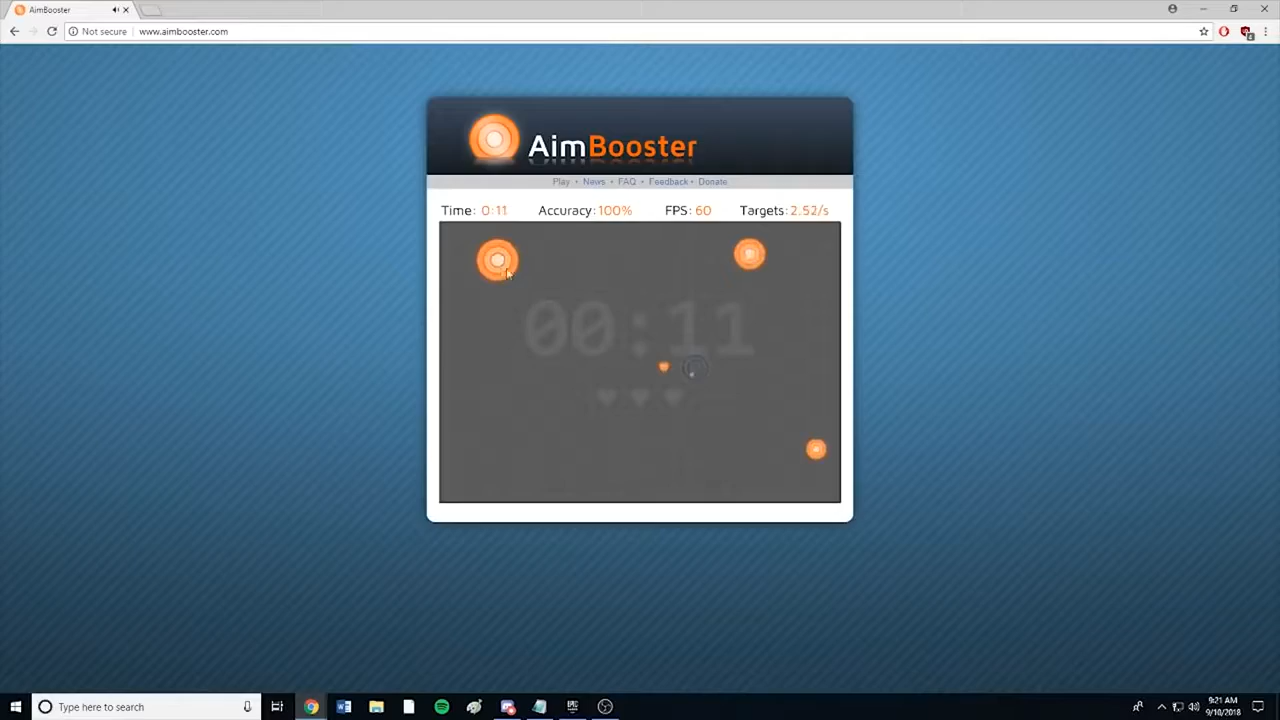 AimBooster
Not secure | www.aimbooster.com
AimBooster
Play • News • FAQ • Feedback • Donate
Time: 0:11 Accuracy: 100% FPS: 60 Targets: 2.52/s
00:11
Type here to search
9:21 AM
9/10/2018